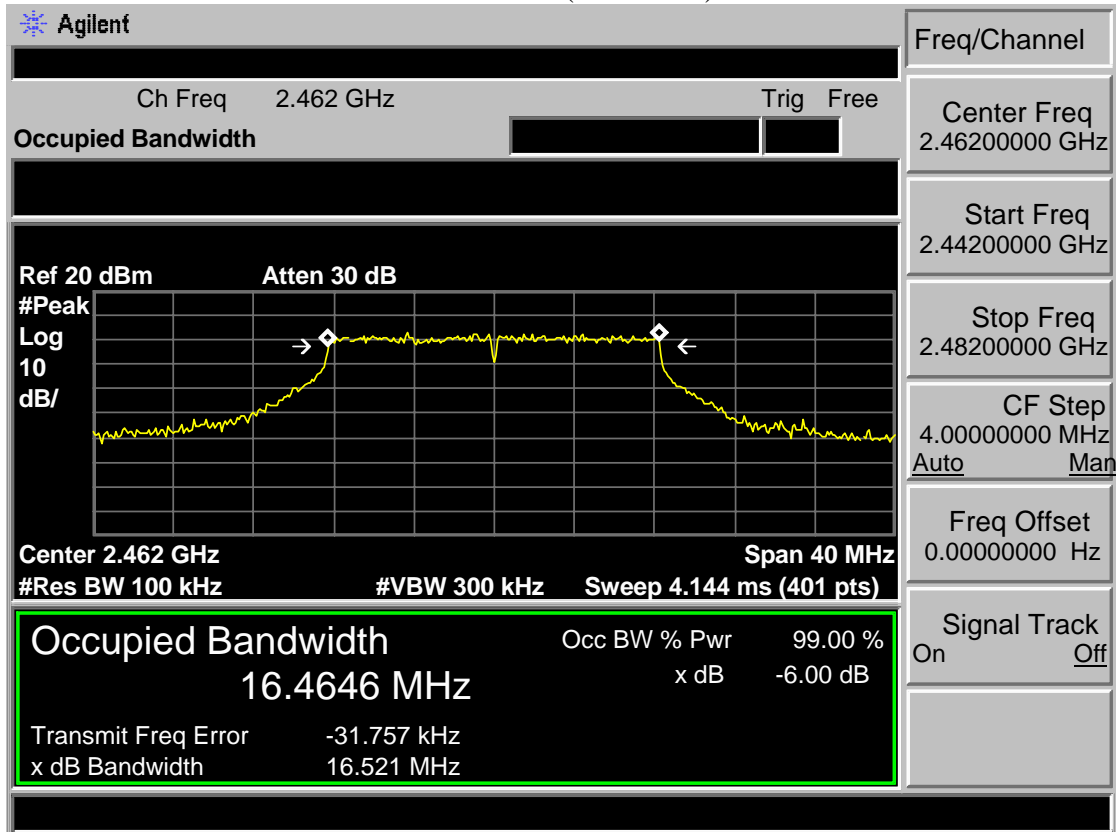 Agilent
Freq/Channel
Ch Freq 2.462 GHz Trig Free
Occupied Bandwidth
Center Freq
2.46200000 GHz
Start Freq
2.44200000 GHz
Stop Freq
2.48200000 GHz
CF Step
4.00000000 MHz
Auto Man
Freq Offset
0.00000000 Hz
Signal Track
On Off
Ref 20 dBm Atten 30 dB
#Peak
Log
10
dB/
Center 2.462 GHz Span 40 MHz
#Res BW 100 kHz #VBW 300 kHz Sweep 4.144 ms (401 pts)
Occupied Bandwidth Occ BW % Pwr 99.00 %
16.4646 MHz x dB -6.00 dB
Transmit Freq Error -31.757 kHz
x dB Bandwidth 16.521 MHz